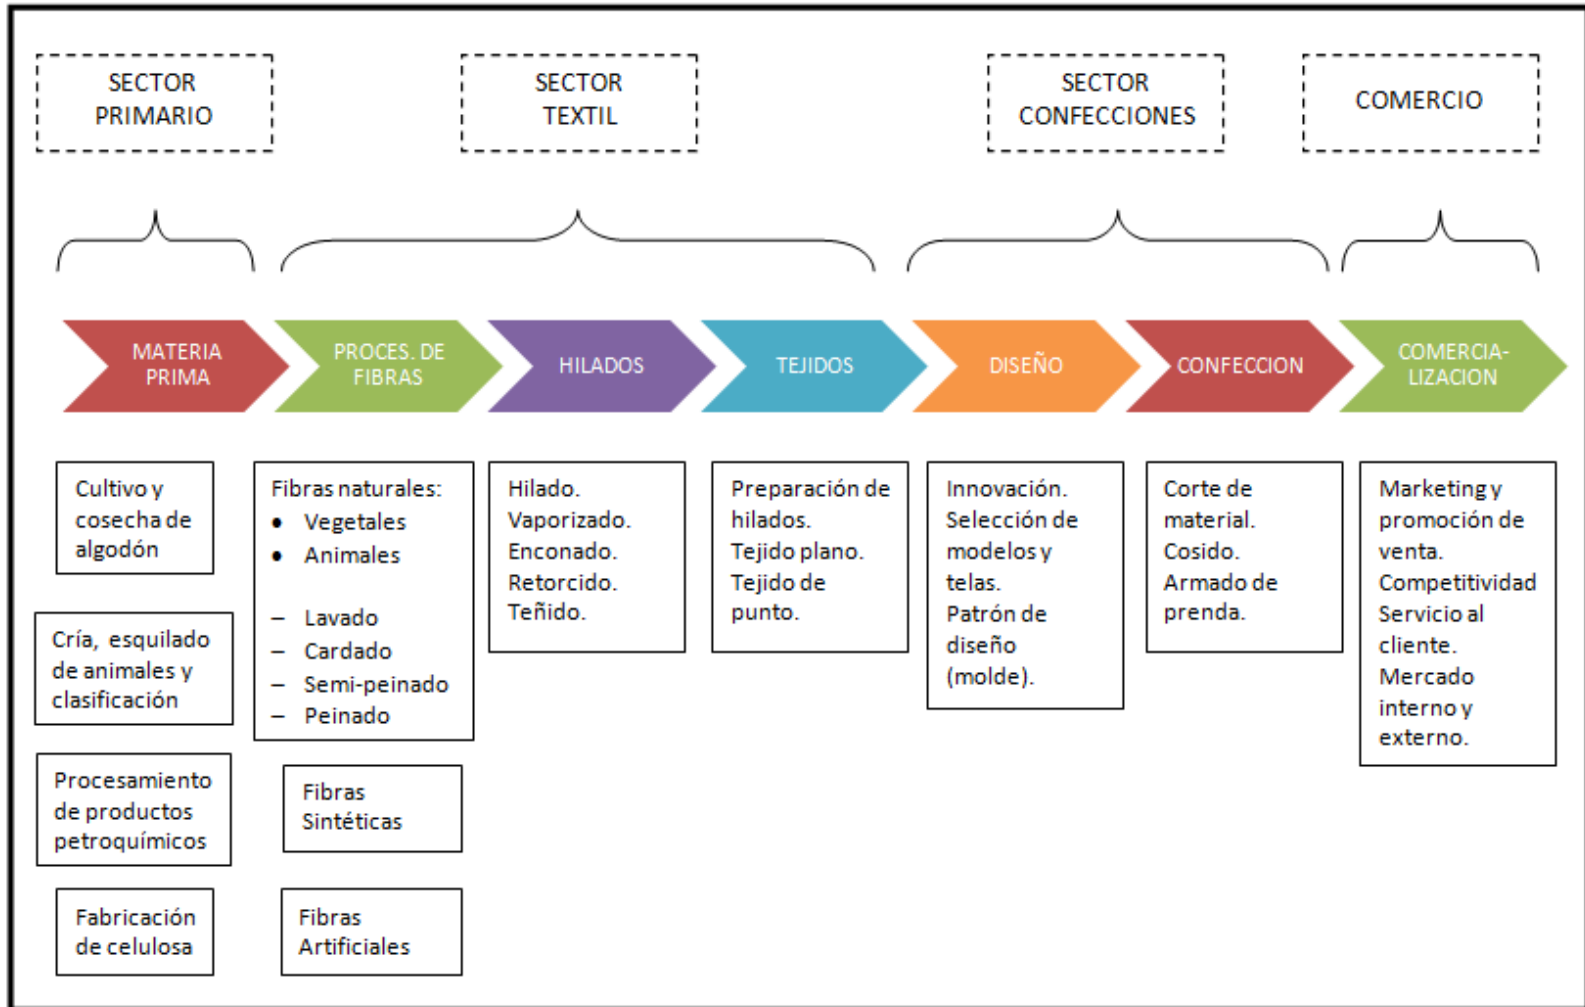 SECTOR
PRIMARIO
SECTOR
TEXTIL
SECTOR
CONFECCIONES
COMERCIO
MATERIA
PRIMA
PROCES. DE
FIBRAS
HILADOS
TEJIDOS
DISEÑO
CONFECCION
COMERCIA-
LIZACION
Cultivo y
cosecha de
algodón
Cría, esquilado
de animales y
clasificación
Procesamiento
de productos
petroquímicos
Fabricación
de celulosa
Fibras naturales:
• Vegetales
• Animales
– Lavado
– Cardado
– Semi-peinado
– Peinado
Fibras
Sintéticas
Fibras
Artificiales
Hilado.
Vaporizado.
Enconado.
Retorcido.
Teñido.
Preparación de
hilados.
Tejido plano.
Tejido de
punto.
Innovación.
Selección de
modelos y
telas.
Patrón de
diseño
(molde).
Corte de
material.
Cosido.
Armado de
prenda.
Marketing y
promoción de
venta.
Competitividad
Servicio al
cliente.
Mercado
interno y
externo.